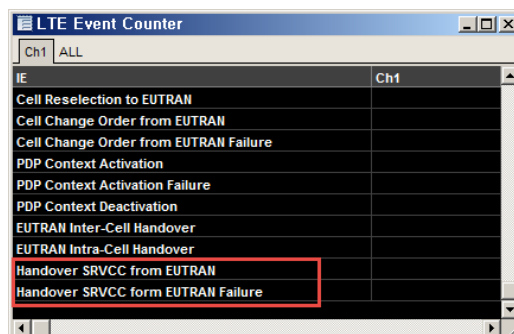 LTE Event Counter
Ch1 ALL
IE Ch1
Cell Reselection to EUTRAN
Cell Change Order from EUTRAN
Cell Change Order from EUTRAN Failure
PDP Context Activation
PDP Context Activation Failure
PDP Context Deactivation
EUTRAN Inter-Cell Handover
EUTRAN Intra-Cell Handover
Handover SRVCC from EUTRAN
Handover SRVCC form EUTRAN Failure